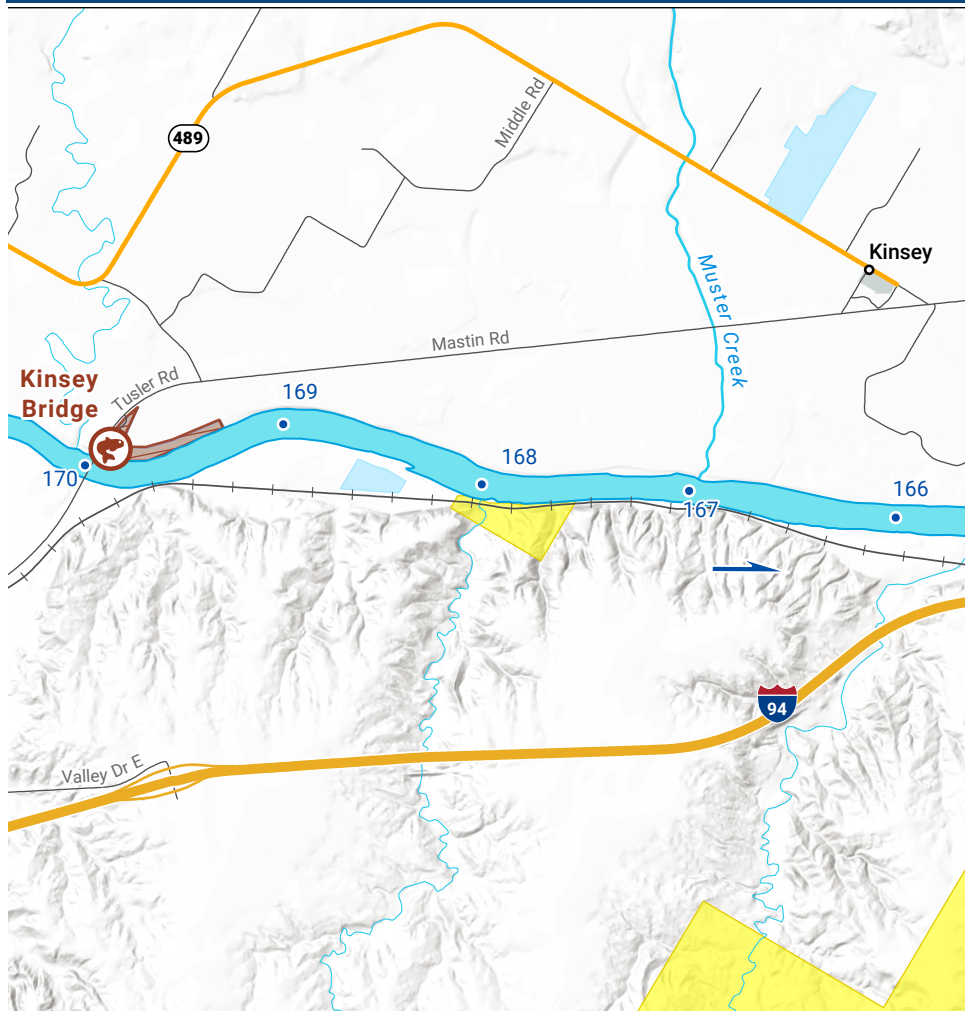 Middle Rd
489
Kinsey
Muster Creek
Mastin Rd
Kinsey
Bridge
Tusler Rd
169
168
170
167
166
94
Valley Dr E